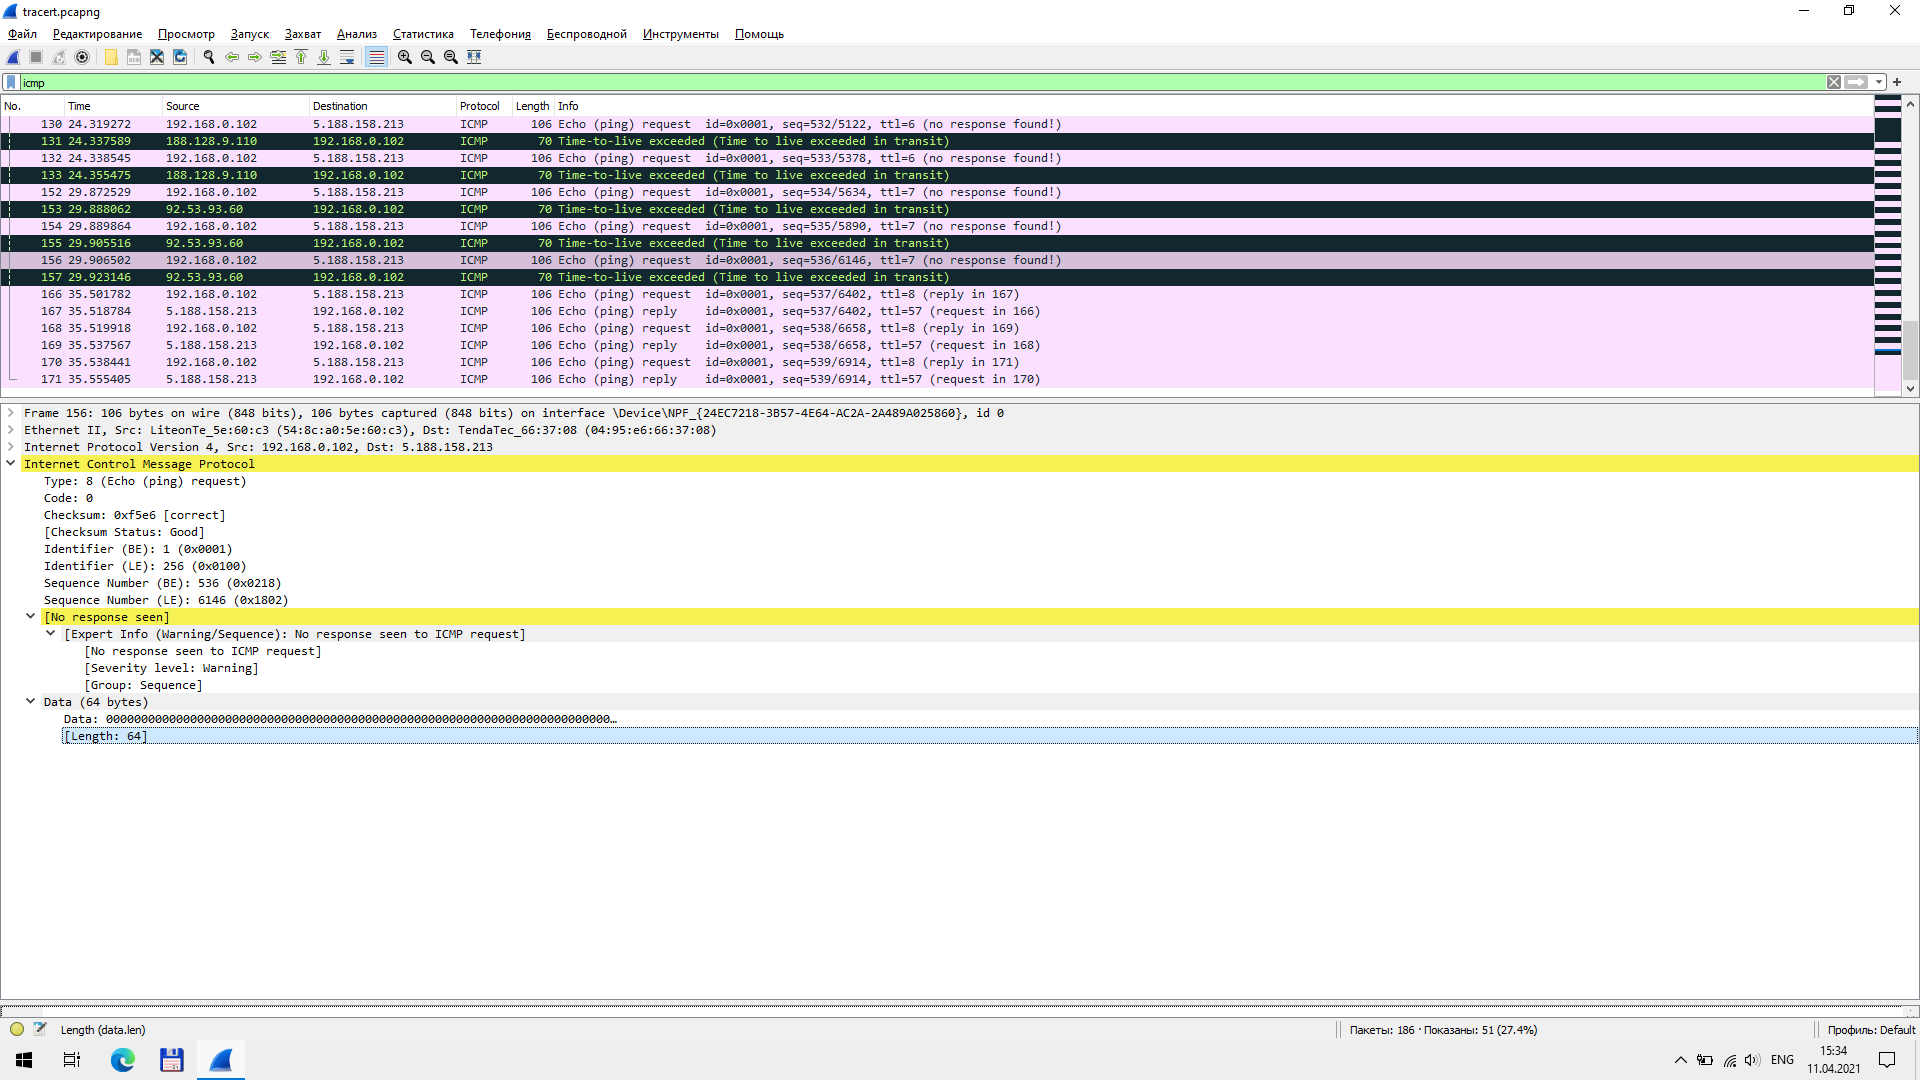 tracert.pcapng
Файл Редактирование Просмотр Запуск Захват Анализ Статистика Телефония Беспроводной Инструменты Помощь
icmp
No. Time Source Destination Protocol Length Info
130 24.319272 192.168.0.102 5.188.158.213 ICMP 106 Echo (ping) request id=0x0001, seq=532/5122, ttl=6 (no response found!)
131 24.337589 188.128.9.110 192.168.0.102 ICMP 70 Time-to-live exceeded (Time to live exceeded in transit)
132 24.338545 192.168.0.102 5.188.158.213 ICMP 106 Echo (ping) request id=0x0001, seq=533/5378, ttl=6 (no response found!)
133 24.355475 188.128.9.110 192.168.0.102 ICMP 70 Time-to-live exceeded (Time to live exceeded in transit)
152 29.872529 192.168.0.102 5.188.158.213 ICMP 106 Echo (ping) request id=0x0001, seq=534/5634, ttl=7 (no response found!)
153 29.888062 92.53.93.60 192.168.0.102 ICMP 70 Time-to-live exceeded (Time to live exceeded in transit)
154 29.889864 192.168.0.102 5.188.158.213 ICMP 106 Echo (ping) request id=0x0001, seq=535/5890, ttl=7 (no response found!)
155 29.905516 92.53.93.60 192.168.0.102 ICMP 70 Time-to-live exceeded (Time to live exceeded in transit)
156 29.906502 192.168.0.102 5.188.158.213 ICMP 106 Echo (ping) request id=0x0001, seq=536/6146, ttl=7 (no response found!)
157 29.923146 92.53.93.60 192.168.0.102 ICMP 70 Time-to-live exceeded (Time to live exceeded in transit)
166 35.501782 192.168.0.102 5.188.158.213 ICMP 106 Echo (ping) request id=0x0001, seq=537/6402, ttl=8 (reply in 167)
167 35.518784 5.188.158.213 192.168.0.102 ICMP 106 Echo (ping) reply id=0x0001, seq=537/6402, ttl=57 (request in 166)
168 35.519918 192.168.0.102 5.188.158.213 ICMP 106 Echo (ping) request id=0x0001, seq=538/6658, ttl=8 (reply in 169)
169 35.537567 5.188.158.213 192.168.0.102 ICMP 106 Echo (ping) reply id=0x0001, seq=538/6658, ttl=57 (request in 168)
170 35.538441 192.168.0.102 5.188.158.213 ICMP 106 Echo (ping) request id=0x0001, seq=539/6914, ttl=8 (reply in 171)
171 35.555405 5.188.158.213 192.168.0.102 ICMP 106 Echo (ping) reply id=0x0001, seq=539/6914, ttl=57 (request in 170)
Frame 156: 106 bytes on wire (848 bits), 106 bytes captured (848 bits) on interface \Device\NPF_{24EC7218-3B57-4E64-AC2A-2A489A025860}, id 0
Ethernet II, Src: LiteonTe_5e:60:c3 (54:8c:a0:5e:60:c3), Dst: TendaTec_66:37:08 (04:95:e6:66:37:08)
Internet Protocol Version 4, Src: 192.168.0.102, Dst: 5.188.158.213
Internet Control Message Protocol
Type: 8 (Echo (ping) request)
Code: 0
Checksum: 0xf5e6 [correct]
[Checksum Status: Good]
Identifier (BE): 1 (0x0001)
Identifier (LE): 256 (0x0100)
Sequence Number (BE): 536 (0x0218)
Sequence Number (LE): 6146 (0x1802)
[No response seen]
[Expert Info (Warning/Sequence): No response seen to ICMP request]
[No response seen to ICMP request]
[Severity level: Warning]
[Group: Sequence]
Data (64 bytes)
Data: 000000000000000000000000000000000000000000000000000000000000000000000000…
[Length: 64]
Length (data.len)
Пакеты: 186 · Показаны: 51 (27.4%)
Профиль: Default
ENG
15:34
11.04.2021